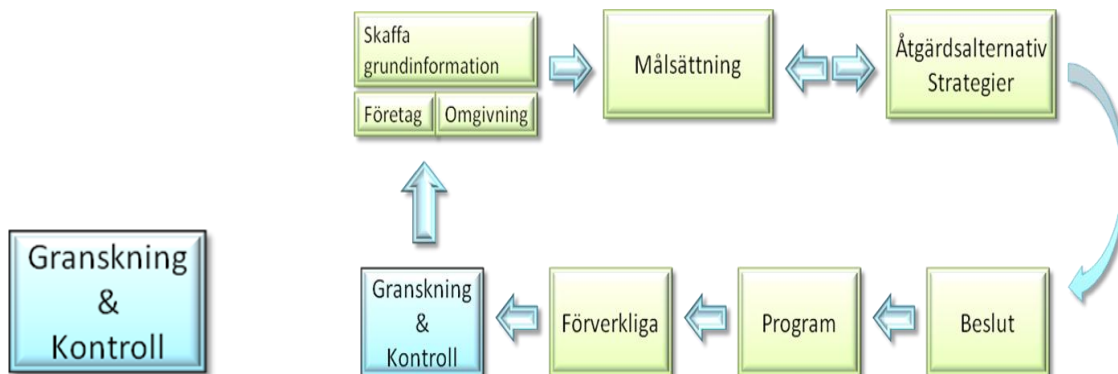 Skaffa
grundinformation
Företag
Omgivning
Målsättning
Åtgärdsalternativ
Strategier
Granskning
&
Kontroll
Granskning
&
Kontroll
Förverkliga
Program
Beslut